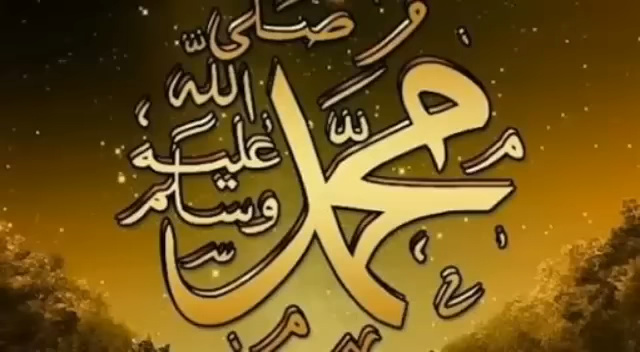 محمد
صلى
الله
عليه
وسلم